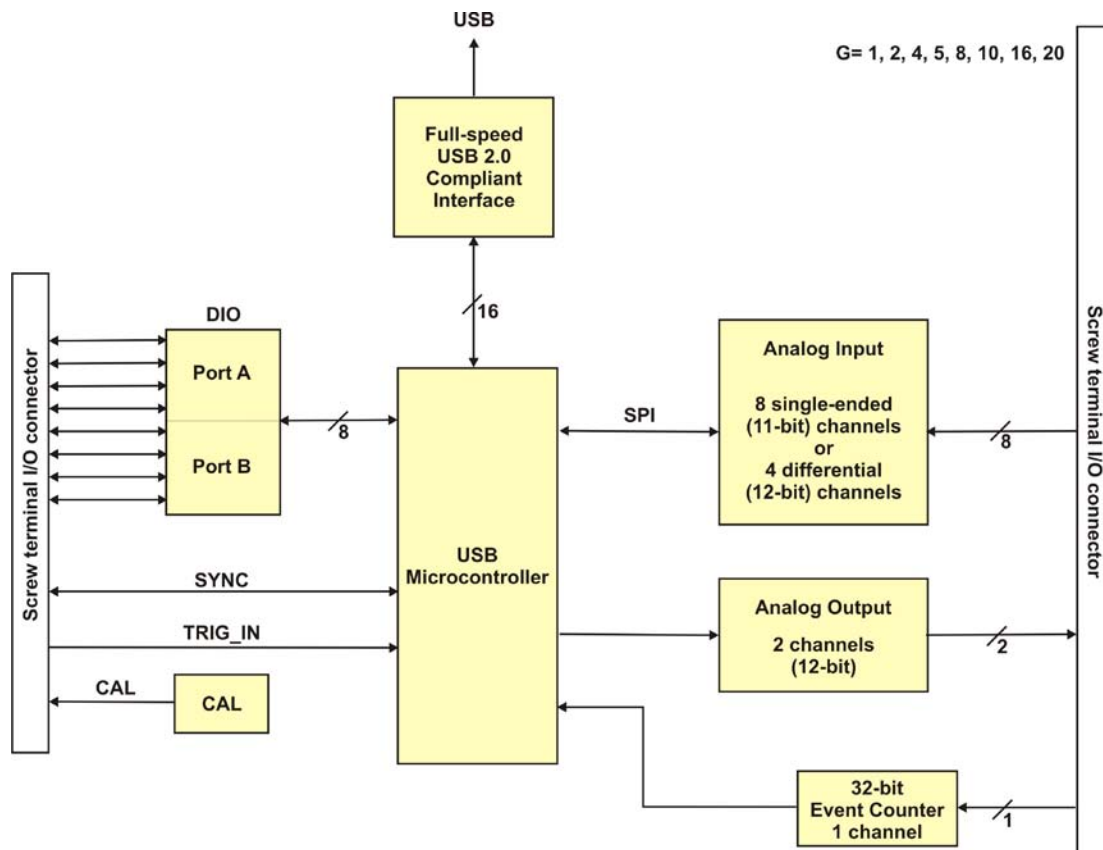 USB
G= 1, 2, 4, 5, 8, 10, 16, 20
Full-speed
USB 2.0
Compliant
Interface
16
DIO
Port A
Port B
8
Screw terminal I/O connector
SYNC
TRIG_IN
CAL
CAL
USB
Microcontroller
SPI
Analog Input
8 single-ended
(11-bit) channels
or
4 differential
(12-bit) channels
8
Analog Output
2 channels
(12-bit)
2
32-bit
Event Counter
1 channel
1
Screw terminal I/O connector